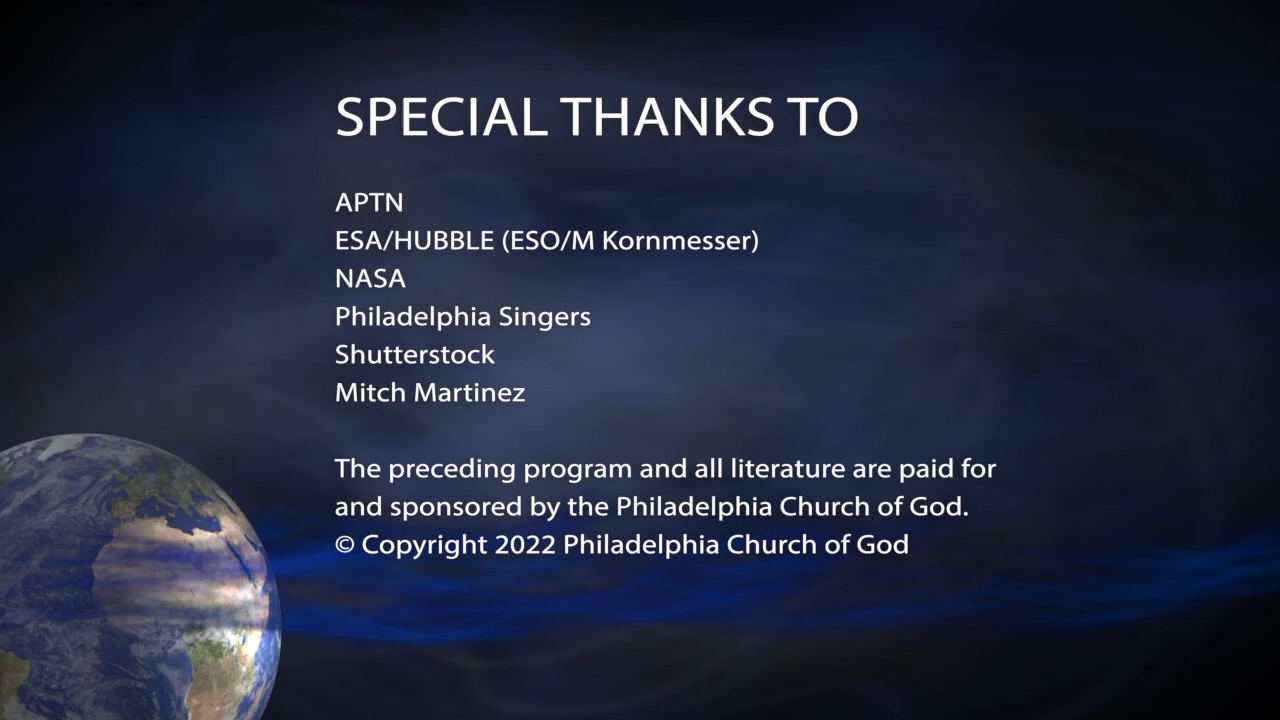 SPECIAL THANKS TO
APTN
ESA/HUBBLE (ESO/M Kornmesser)
NASA
Philadelphia Singers
Shutterstock
Mitch Martinez
The preceding program and all literature are paid for
and sponsored by the Philadelphia Church of God.
© Copyright 2022 Philadelphia Church of God